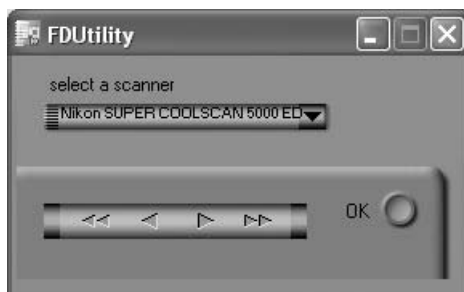 FDUtility
select a scanner
Nikon SUPER COOLSCAN 5000 ED
OK